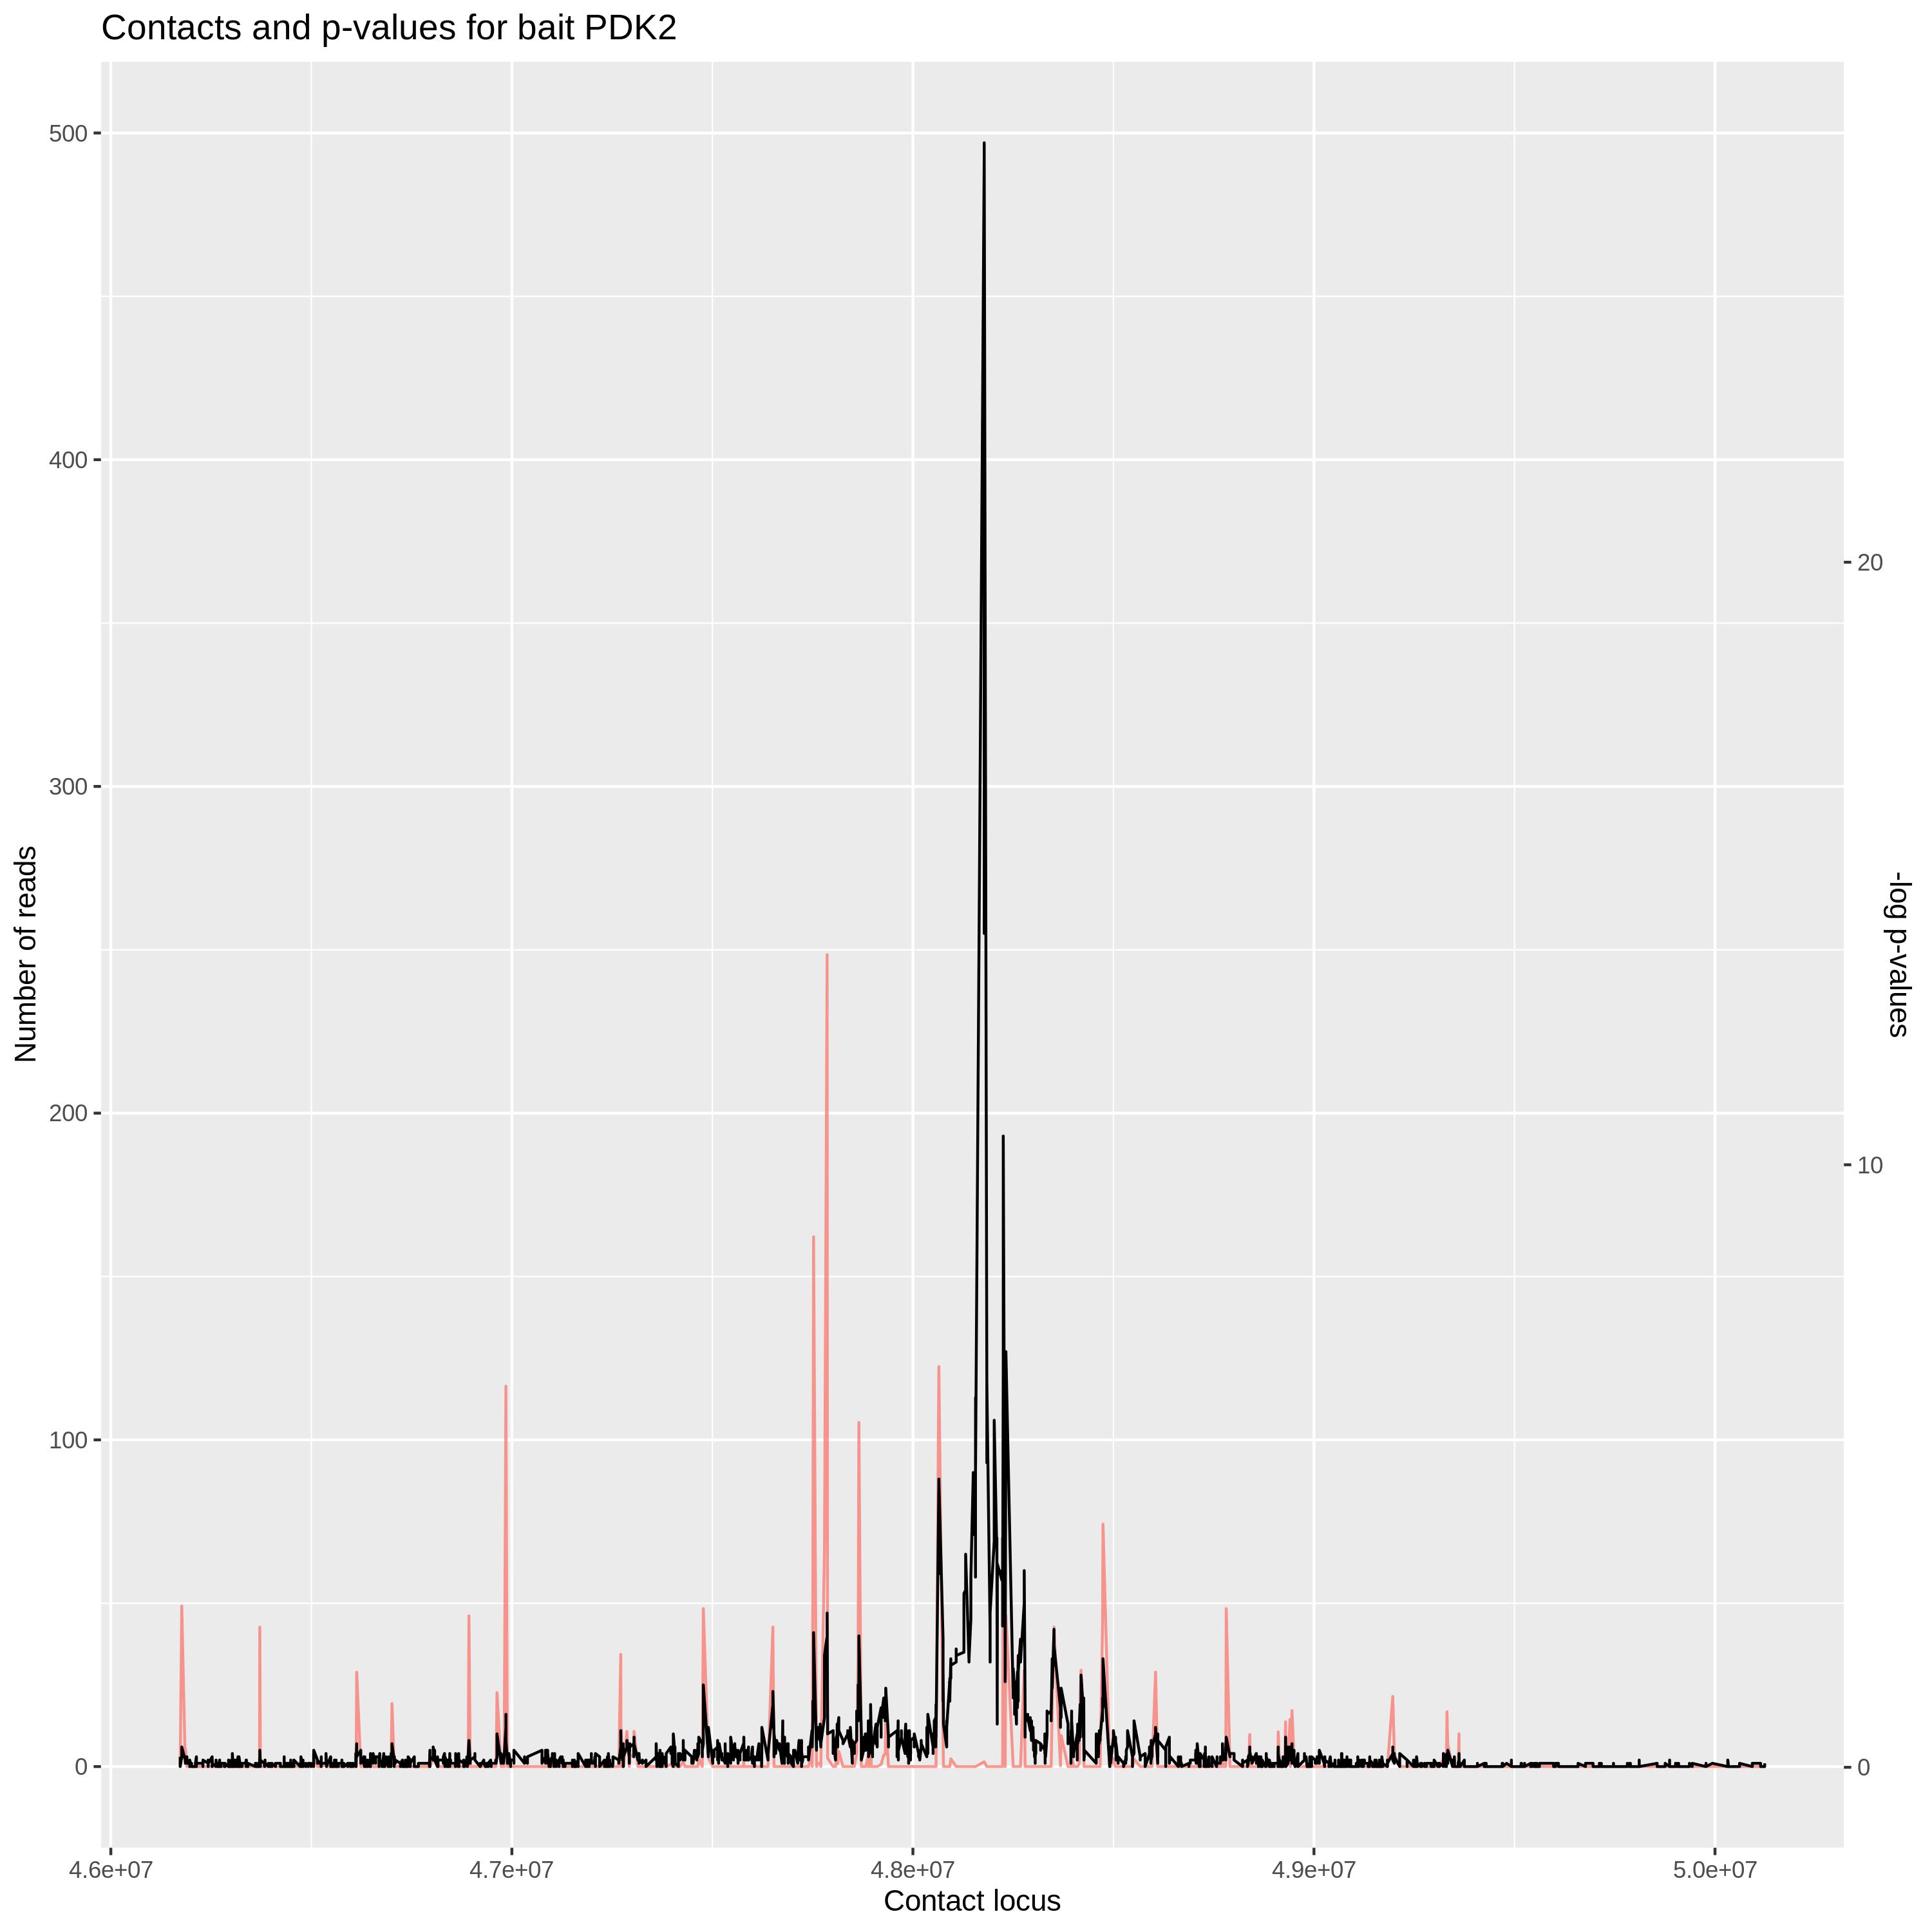 Contacts and p-values for bait PDK2
500
400
300
200
100
0
Number of reads
20
10
0
-log p-values
4.6e+07
4.7e+07
4.8e+07
4.9e+07
5.0e+07
Contact locus